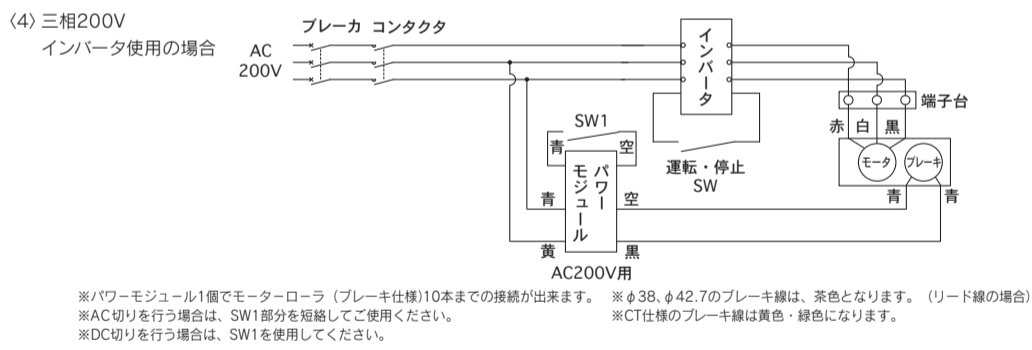 〈4〉三相200V
インバータ使用の場合
ブレーカ コンタクタ
AC
200V
インバータ
端子台
赤 白 黒
モータ ブレーキ
青 青
SW1
青 空
運転・停止
SW
パワー
モジュール
青 空
黄 黒
AC200V用
※パワーモジュール1個でモーターローラ(ブレーキ仕様)10本までの接続が出来ます。
※AC切りを行う場合は、SW1部分を短絡してご使用ください。
※DC切りを行う場合は、SW1を使用してください。
※φ38、φ42.7のブレーキ線は、茶色となります。(リード線の場合)
※CT仕様のブレーキ線は黄色・緑色になります。